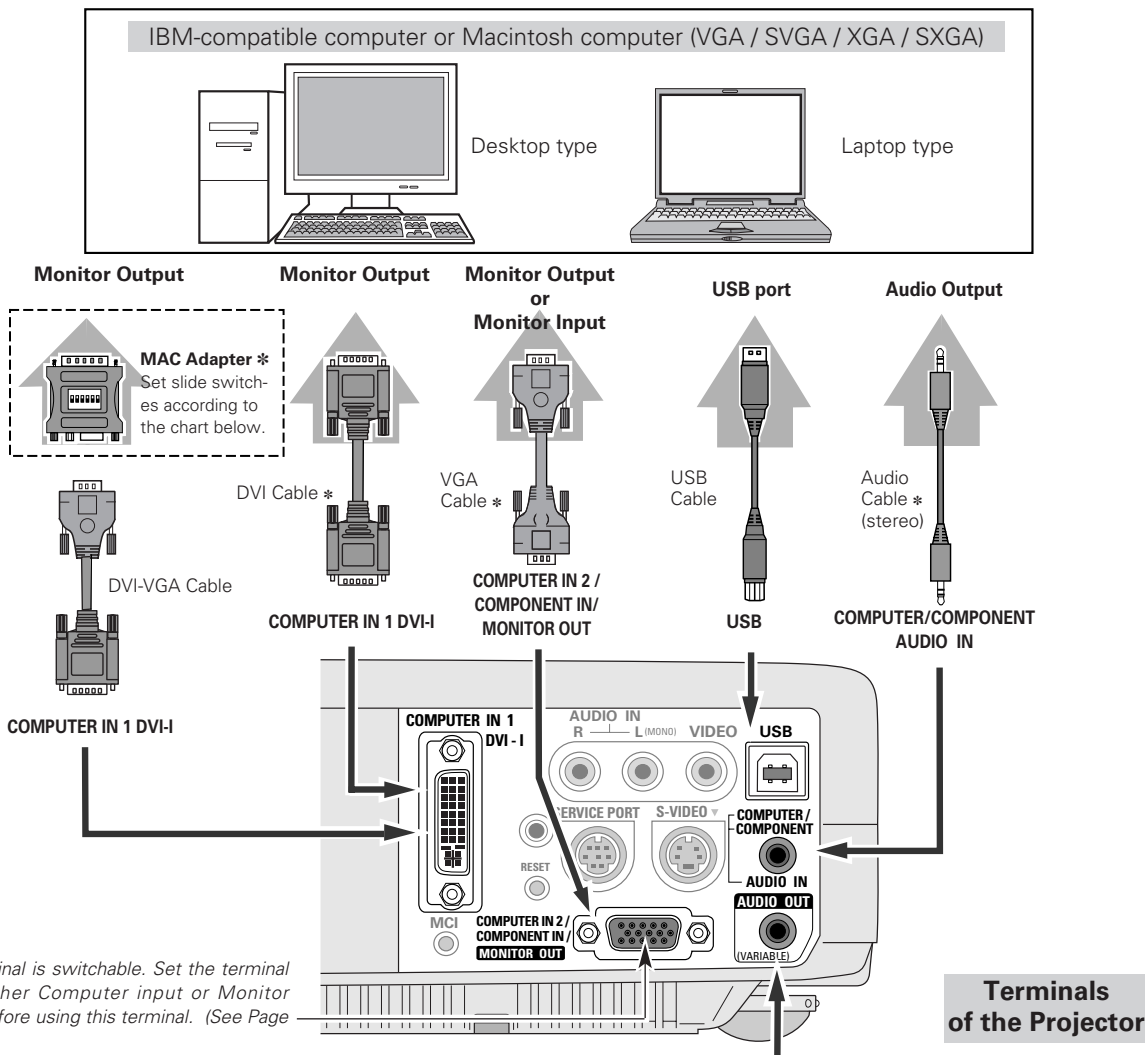 IBM-compatible computer or Macintosh computer (VGA / SVGA / XGA / SXGA)
Desktop type
Laptop type
Monitor Output
Monitor Output
Monitor Output
or
Monitor Input
USB port
Audio Output
MAC Adapter ✻
Set slide switch-
es according to
the chart below.
DVI-VGA Cable
DVI Cable ✻
VGA
Cable ✻
USB
Cable
Audio
Cable ✻
(stereo)
COMPUTER IN 1 DVI-I
COMPUTER IN 1 DVI-I
COMPUTER IN 2 /
COMPONENT IN/
MONITOR OUT
USB
COMPUTER/COMPONENT
AUDIO IN
COMPUTER IN 1
DVI - I
AUDIO IN
R L (MONO) VIDEO
USB
SERVICE PORT
S-VIDEO ▼
COMPUTER /
COMPONENT
AUDIO IN
RESET
MCI
COMPUTER IN 2 /
COMPONENT IN /
MONITOR OUT
AUDIO OUT
(VARIABLE)
is switchable. Set the terminal
Computer input or Monitor
using this terminal. (See Page
Terminals
of the Projector